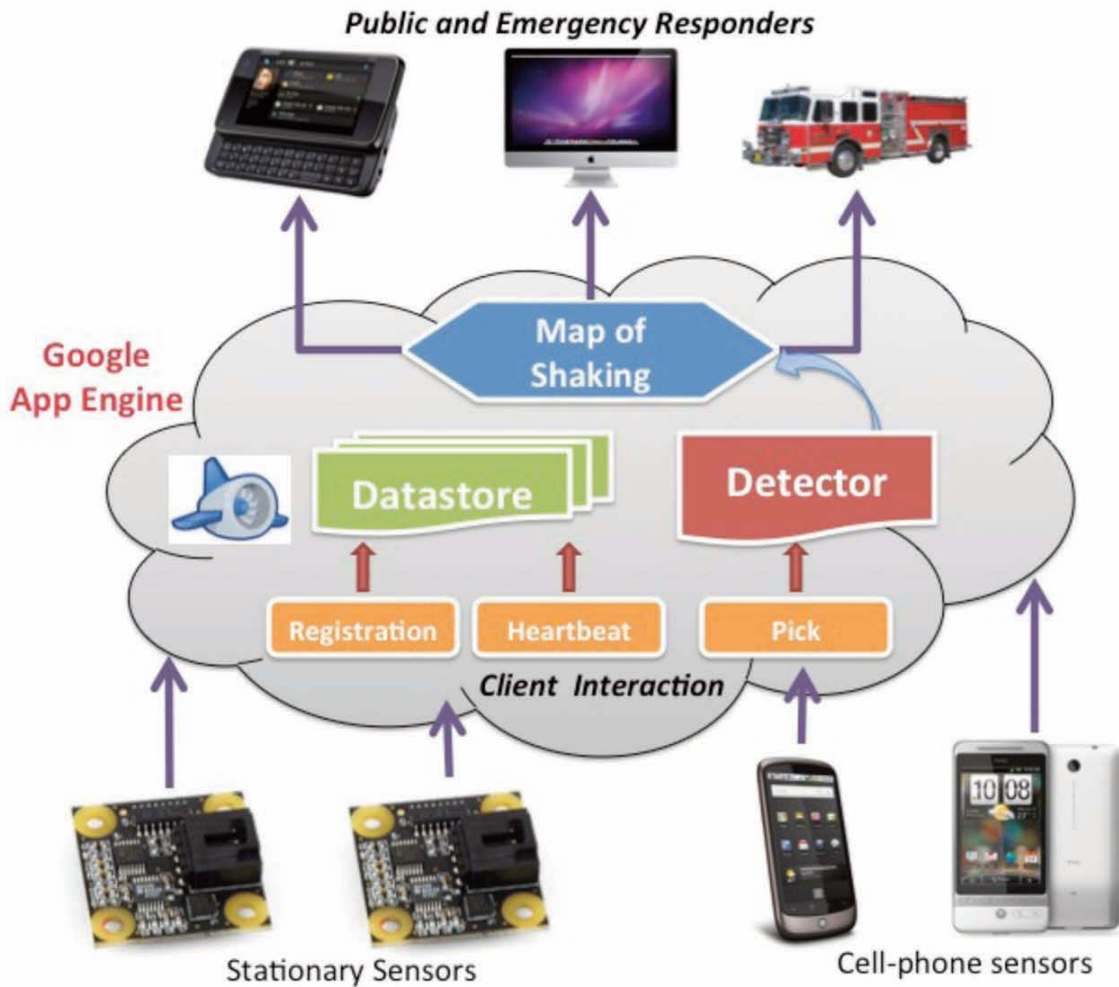 Public and Emergency Responders
Google
App Engine
Map of
Shaking
Datastore
Detector
Registration
Heartbeat
Pick
Client Interaction
10 08
Stationary Sensors
Cell-phone sensors